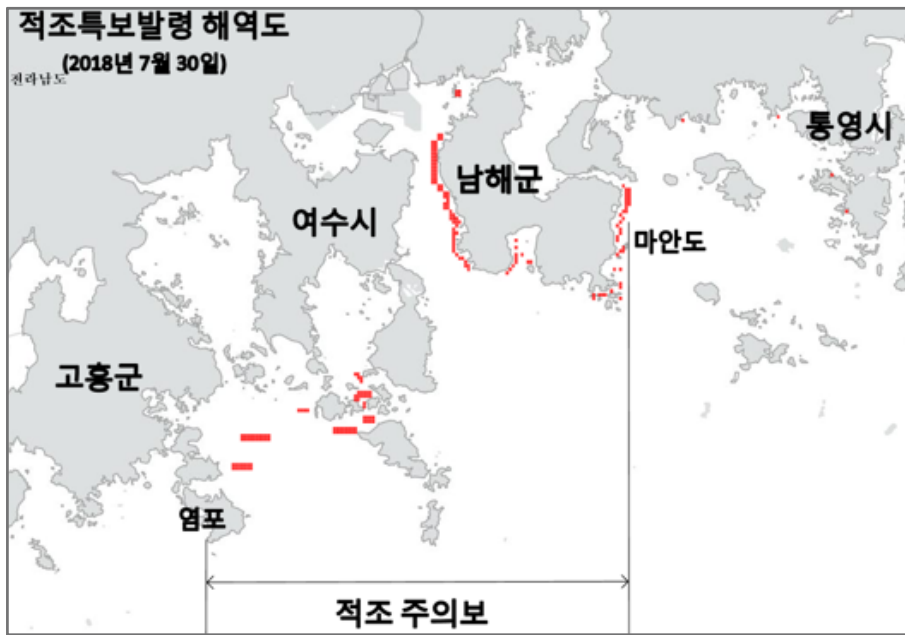 적조특보발령 해역도
(2018년 7월 30일)
전라남도
통영시
남해군
여수시
마안도
고흥군
염포
적조 주의보